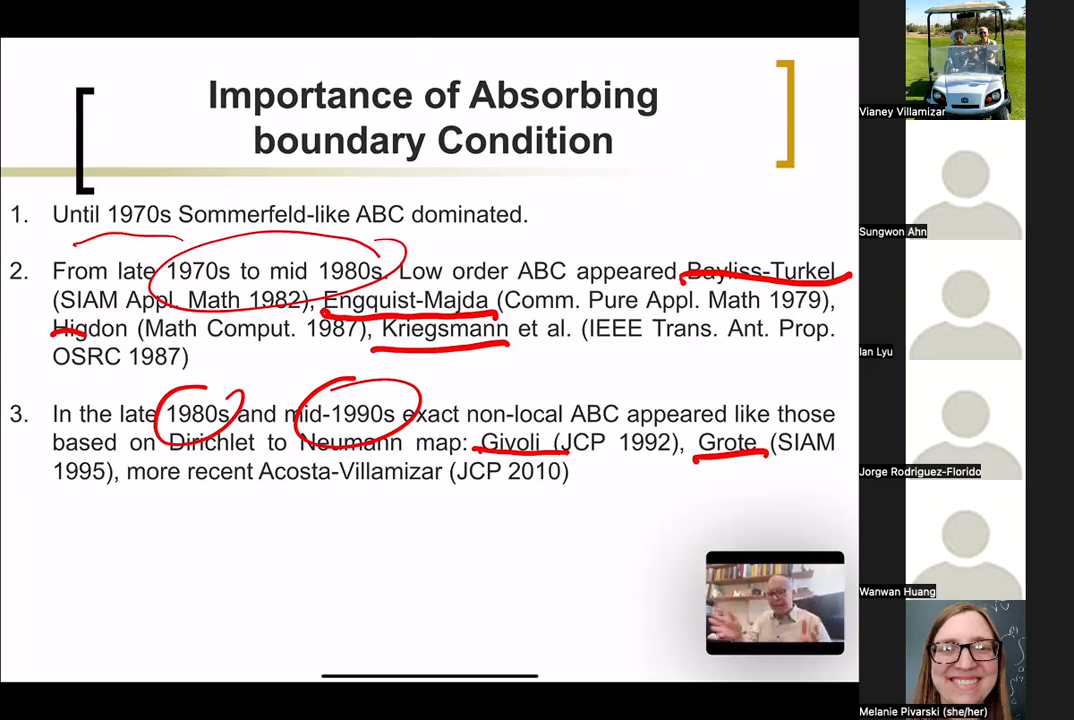 Importance of Absorbing
boundary Condition
1. Until 1970s Sommerfeld-like ABC dominated.
2. From late 1970s to mid 1980s. Low order ABC appeared Bayliss-Turkel
(SIAM Appl. Math 1982), Engquist-Majda (Comm. Pure Appl. Math 1979),
Higdon (Math Comput. 1987), Kriegsmann et al. (IEEE Trans. Ant. Prop.
OSRC 1987)
3. In the late 1980s and mid-1990s exact non-local ABC appeared like those
based on Dirichlet to Neumann map: Givoli (JCP 1992), Grote (SIAM
1995), more recent Acosta-Villamizar (JCP 2010)
Vianey Villamizar
Sungwon Ahn
Ian Lyu
Jorge Rodriguez-Florido
Wanwan Huang
Melanie Pivarski (she/her)